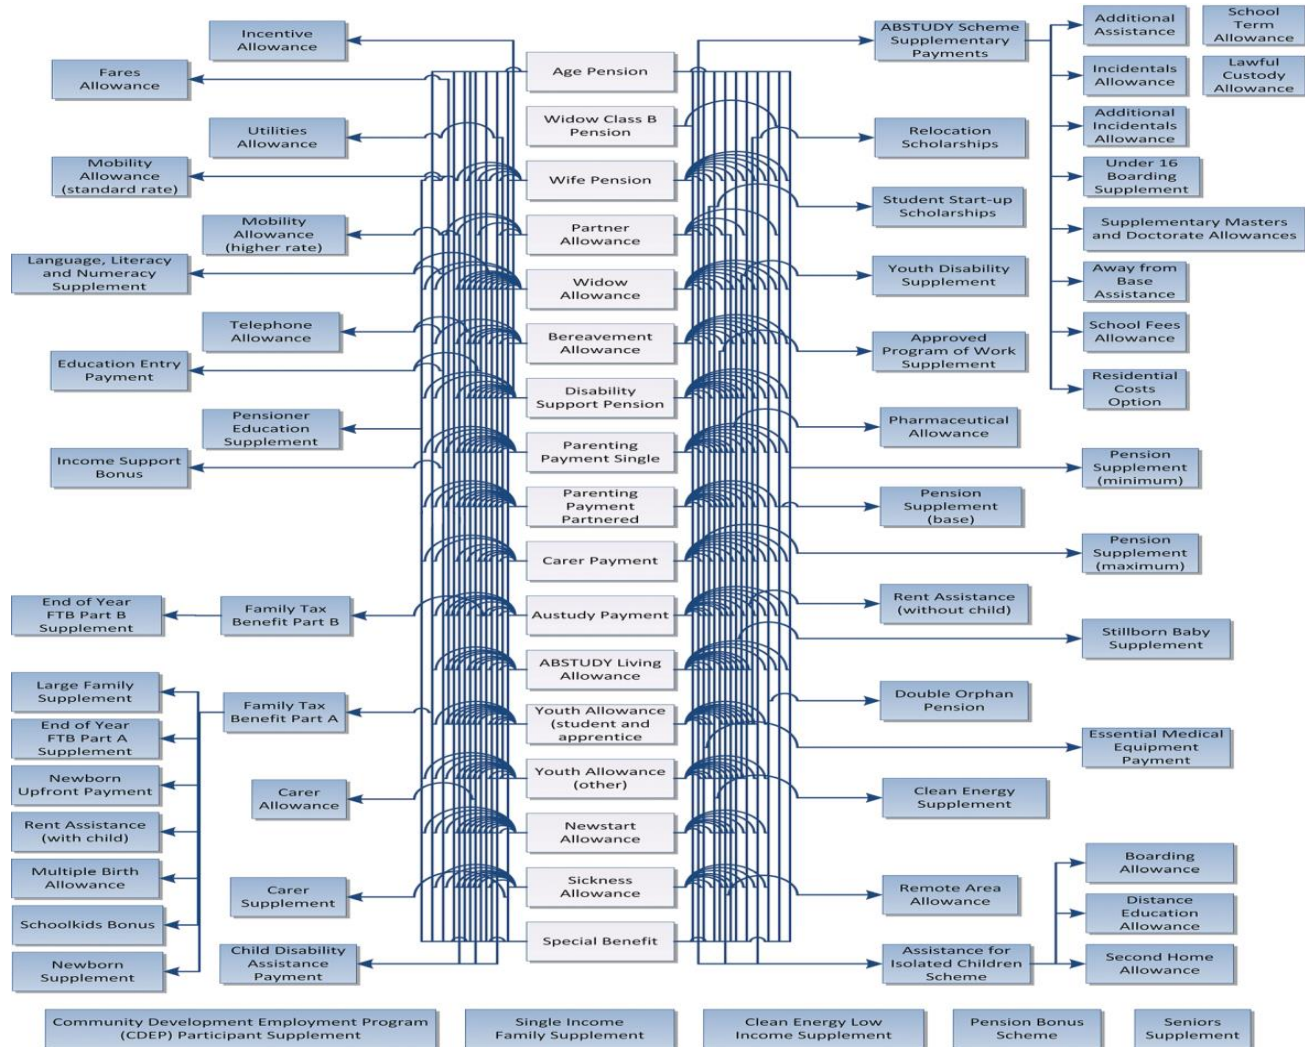 Incentive
Allowance
Fares
Allowance
Utilities
Allowance
Mobility
Allowance
(standard rate)
Mobility
Allowance
(higher rate)
Language, Literacy
and Numeracy
Supplement
Telephone
Allowance
Education Entry
Payment
Pensioner
Education
Supplement
Income Support
Bonus
End of Year
FTB Part B
Supplement
Family Tax
Benefit Part B
Large Family
Supplement
Family Tax
Benefit Part A
End of Year
FTB Part A
Supplement
Newborn
Upfront Payment
Rent Assistance
(with child)
Multiple Birth
Allowance
Schoolkids Bonus
Newborn
Supplement
Carer
Allowance
Carer
Supplement
Child Disability
Assistance
Payment
Age Pension
Widow Class B
Pension
Wife Pension
Partner
Allowance
Widow
Allowance
Bereavement
Allowance
Disability
Support Pension
Parenting
Payment Single
Parenting
Payment
Partnered
Carer Payment
Austudy Payment
ABSTUDY Living
Allowance
Youth Allowance
(student and
apprentice
Youth Allowance
(other)
Newstart
Allowance
Sickness
Allowance
Special Benefit
ABSTUDY Scheme
Supplementary
Payments
Relocation
Scholarships
Student Start-up
Scholarships
Youth Disability
Supplement
Approved
Program of Work
Supplement
Pharmaceutical
Allowance
Pension
Supplement
(base)
Rent Assistance
(without child)
Double Orphan
Pension
Clean Energy
Supplement
Remote Area
Allowance
Assistance for
Isolated Children
Scheme
Additional
Assistance
School
Term
Allowance
Incidentals
Allowance
Lawful
Custody
Allowance
Additional
Incidentals
Allowance
Under 16
Boarding
Supplement
Supplementary Masters
and Doctorate Allowances
Away from
Base
Assistance
School Fees
Allowance
Residential
Costs
Option
Pension
Supplement
(minimum)
Pension
Supplement
(maximum)
Stillborn Baby
Supplement
Essential Medical
Equipment
Payment
Boarding
Allowance
Distance
Education
Allowance
Second Home
Allowance
Community Development Employment Program
(CDEP) Participant Supplement
Single Income
Family Supplement
Clean Energy Low
Income Supplement
Pension Bonus
Scheme
Seniors
Supplement